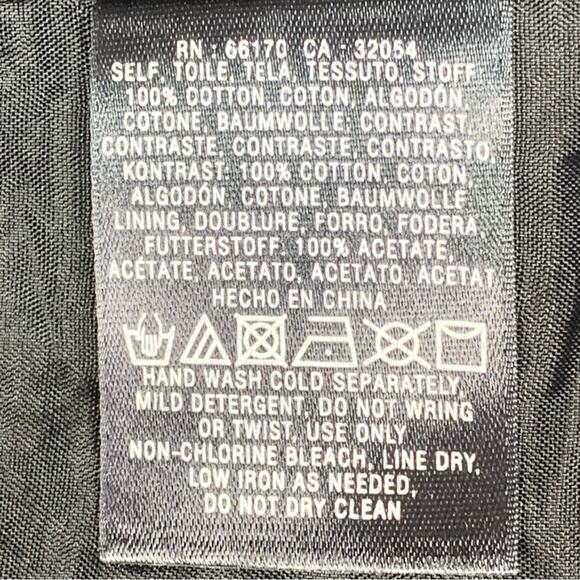 RN : 66170 CA : 32054
SELF, TOILE, TELA, TESSUTO, STOFF
100% COTTON, COTON, ALGODÓN,
COTONE, BAUMWOLLE, CONTRAST,
CONTRASTE, CONTRASTE, CONTRASTO,
KONTRAST: 100% COTTON, COTON,
ALGODÓN, COTONE, BAUMWOLLE
LINING, DOUBLURE, FORRO, FODERA
FUTTERSTOFF, 100% ACETATE,
ACÉTATE, ACETATO, ACETATO, ACETAT
HECHO EN CHINA
HAND WASH COLD SEPARATELY
MILD DETERGENT, DO NOT WRING
OR TWIST, USE ONLY
NON-CHLORINE BLEACH, LINE DRY,
LOW IRON AS NEEDED,
DO NOT DRY CLEAN